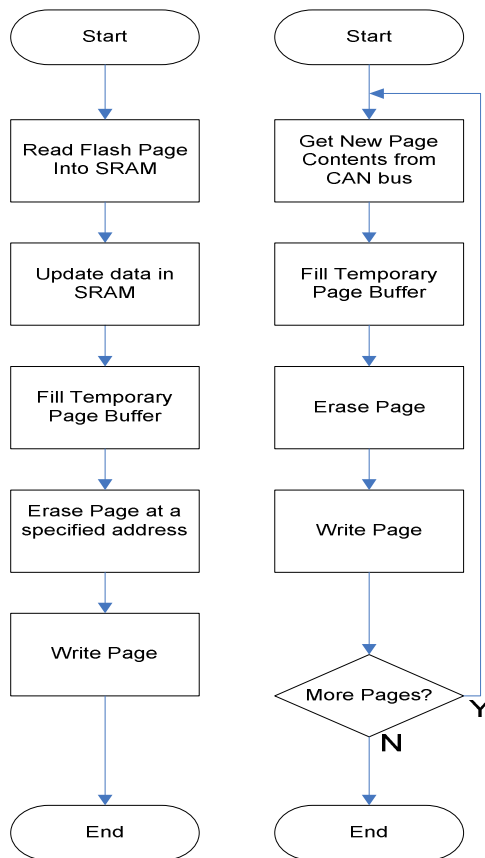 Start
Read Flash Page
Into SRAM
Update data in
SRAM
Fill Temporary
Page Buffer
Erase Page at a
specified address
Write Page
End
Start
Get New Page
Contents from
CAN bus
Fill Temporary
Page Buffer
Erase Page
Write Page
More Pages?
Y
N
End